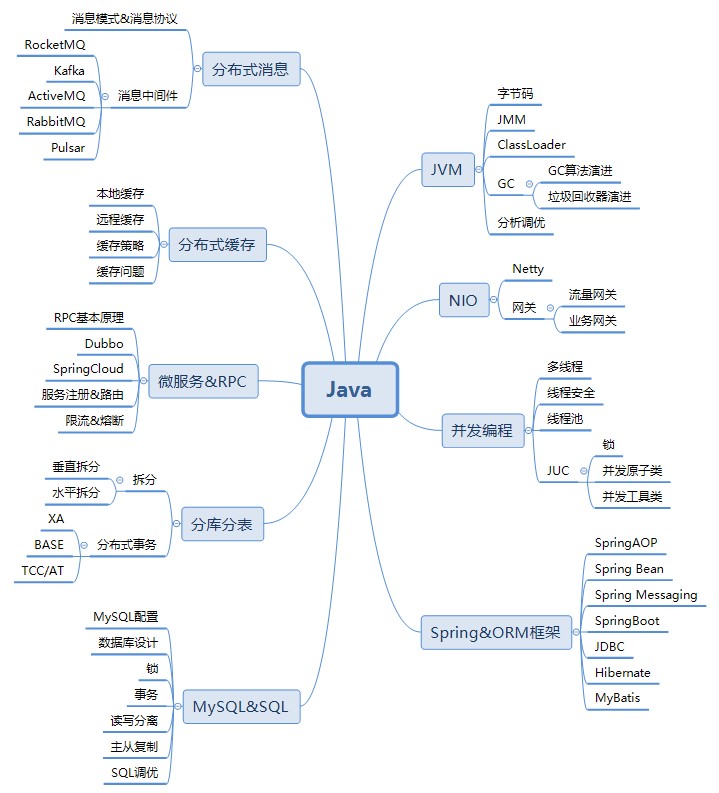 Java
分布式消息
消息模式&消息协议
消息中间件
RocketMQ
Kafka
ActiveMQ
RabbitMQ
Pulsar
分布式缓存
本地缓存
远程缓存
缓存策略
缓存问题
微服务&RPC
RPC基本原理
Dubbo
SpringCloud
服务注册&路由
限流&熔断
分库分表
拆分
垂直拆分
水平拆分
分布式事务
XA
BASE
TCC/AT
MySQL&SQL
MySQL配置
数据库设计
锁
事务
读写分离
主从复制
SQL调优
JVM
字节码
JMM
ClassLoader
GC
GC算法演进
垃圾回收器演进
分析调优
NIO
Netty
网关
流量网关
业务网关
并发编程
多线程
线程安全
线程池
JUC
锁
并发原子类
并发工具类
Spring&ORM框架
SpringAOP
Spring Bean
Spring Messaging
SpringBoot
JDBC
Hibernate
MyBatis